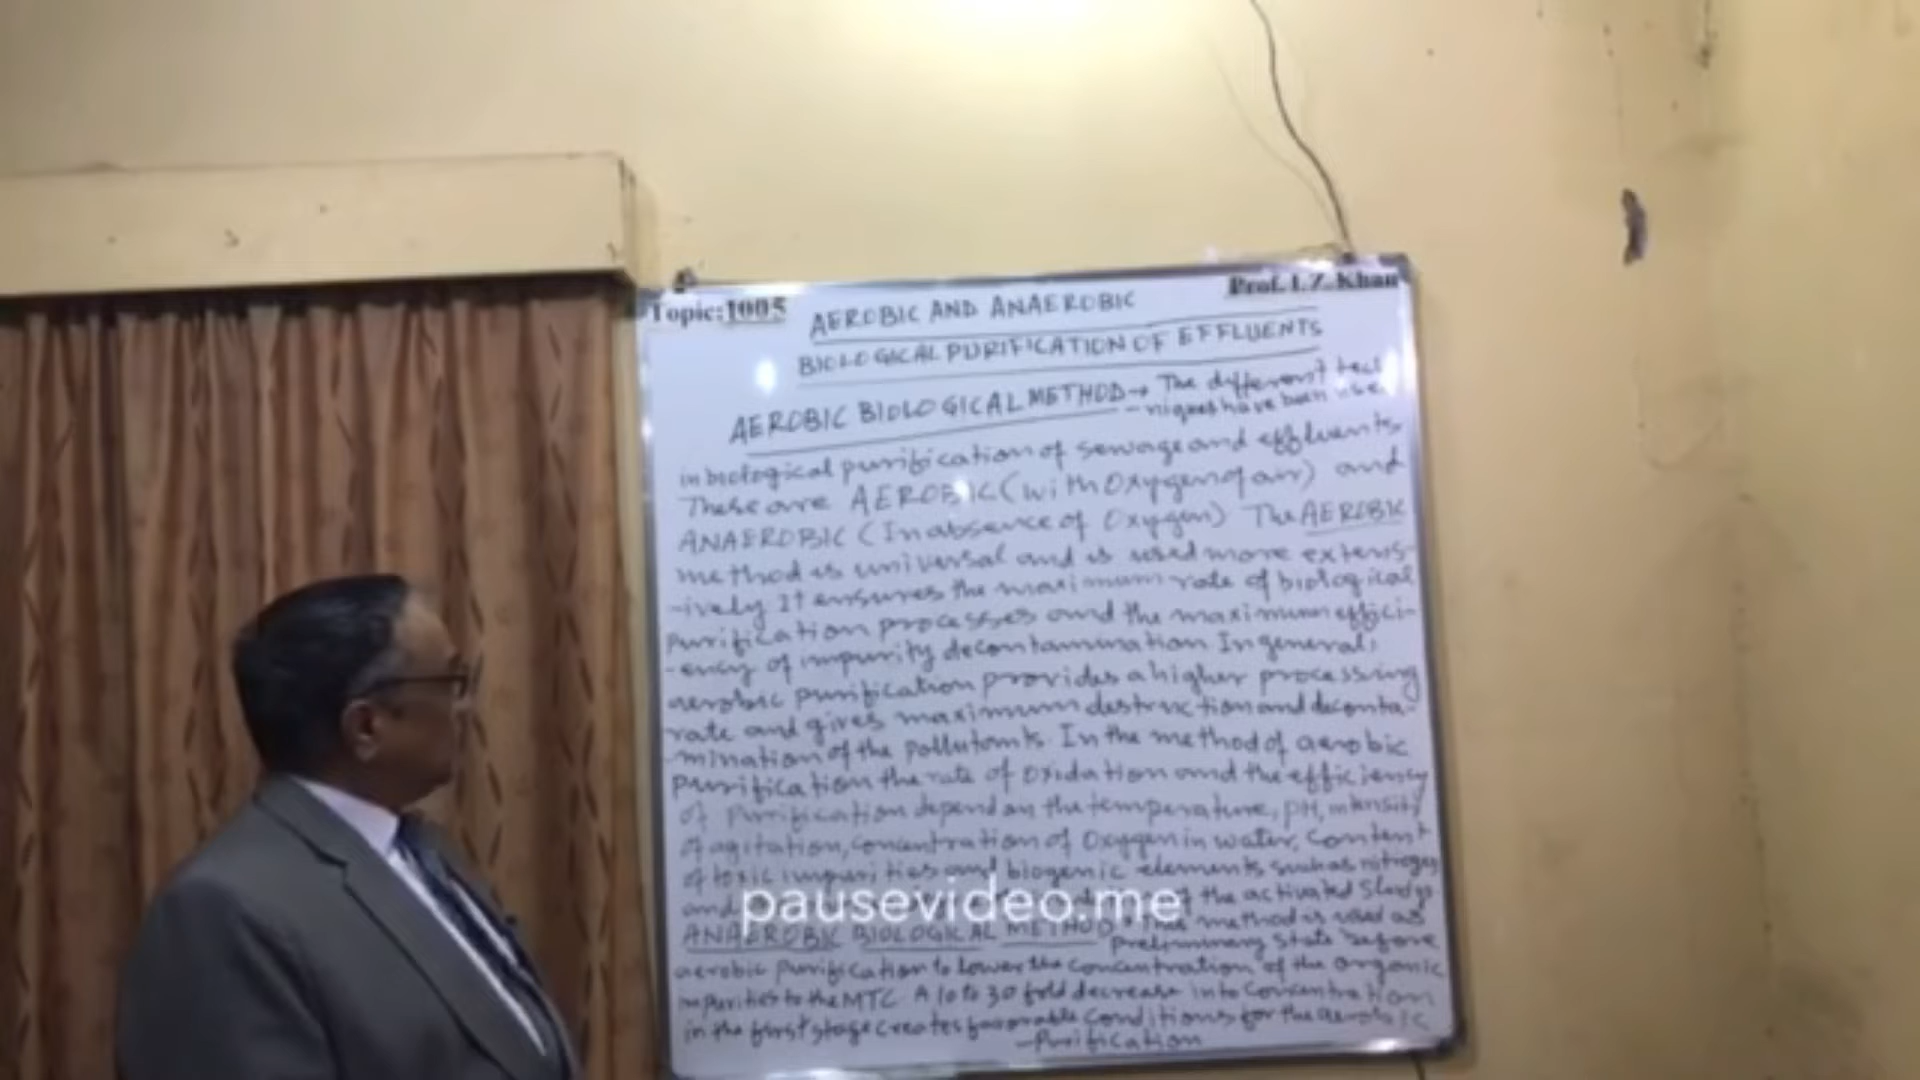 Topic:1005
Prof. I.Z. Khan
AEROBIC AND ANAEROBIC
BIOLOGICAL PURIFICATION OF EFFLUENTS
AEROBIC BIOLOGICAL METHOD → The different tech
-niques have been use
in biological purification of sewage and effluents.
These are AEROBIC (with Oxygen of air) and
ANAEROBIC (In absence of Oxygen) The AEROBIC
method is universal and is used more extens-
-ively. It ensures the maximum rate of biological
purification processes and the maximum effici-
-ency of impurity decontamination In general,
aerobic purification provides a higher processing
rate and gives maximum destruction and deconta-
-mination of the pollutants. In the method of aerobic
purification the rate of oxidation and the efficiency
of purification depend on the temperature, pH, intensity
of agitation, concentration of Oxygen in water, Content
of toxic impurities and biogenic elements such as nitrogen
and the activated Sludge
ANAEROBIC BIOLOGICAL METHOD This method is used as
preliminary state before
aerobic purification to lower the concentration of the organic
impurities to the MTC. A 10 to 30 fold decrease into Concentration
in the first stage creates favorable Conditions for the aerobic
-Purification
pausevideo.me